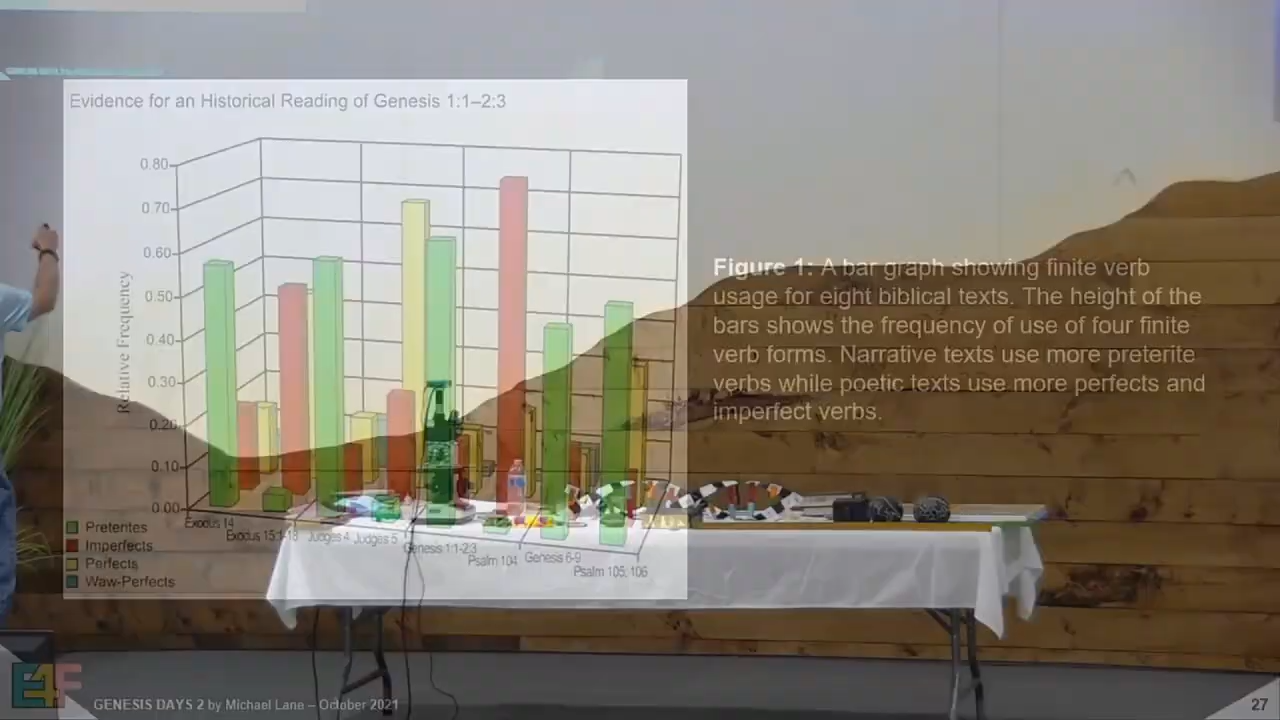 Evidence for an Historical Reading of Genesis 1:1–2:3
0.80
0.70
0.60
0.50
0.40
0.30
0.20
0.10
0.00
Relative Frequency
Exodus 14
Exodus 15:1-18
Judges 4
Judges 5
Genesis 1:1-2:3
Psalm 104
Genesis 6-9
Psalm 105, 106
Preterites
Imperfects
Perfects
Waw-Perfects
Figure 1: A bar graph showing finite verb
usage for eight biblical texts. The height of the
bars shows the frequency of use of four finite
verb forms. Narrative texts use more preterite
verbs while poetic texts use more perfects and
imperfect verbs.
E4F
GENESIS DAYS 2 by Michael Lane – October 2021
27